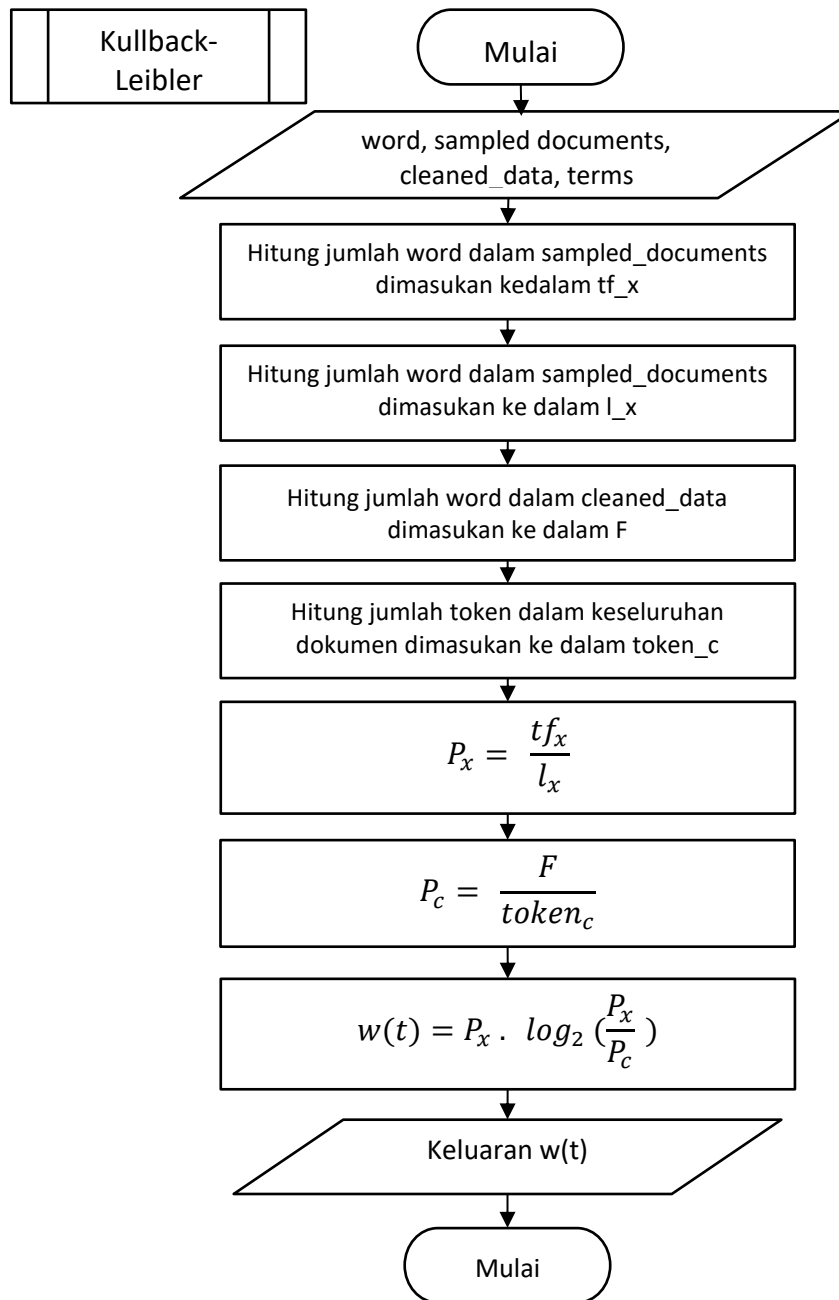 Kullback-
Leibler
Mulai
word, sampled documents,
cleaned_data, terms
Hitung jumlah word dalam sampled_documents
dimasukan kedalam tf_x
Hitung jumlah word dalam sampled_documents
dimasukan ke dalam l_x
Hitung jumlah word dalam cleaned_data
dimasukan ke dalam F
Hitung jumlah token dalam keseluruhan
dokumen dimasukan ke dalam token_c
P_x = tf_x / l_x
P_c = F / token_c
w(t) = P_x . log_2 (P_x / P_c)
Keluaran w(t)
Mulai